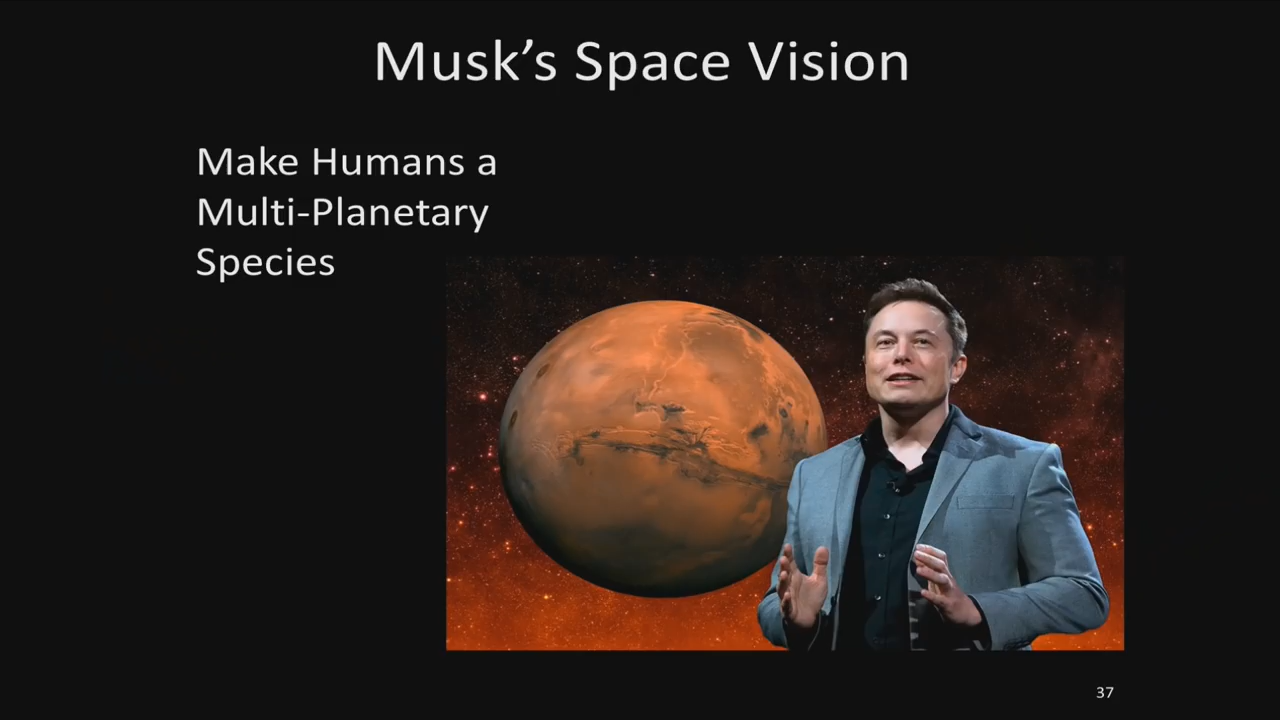 Musk’s Space Vision
Make Humans a
Multi-Planetary
Species
37